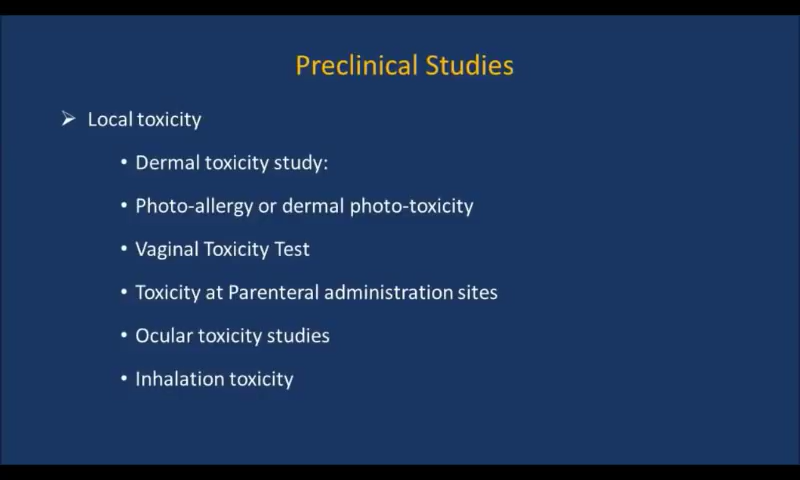 Preclinical Studies
➢ Local toxicity
• Dermal toxicity study:
• Photo-allergy or dermal photo-toxicity
• Vaginal Toxicity Test
• Toxicity at Parenteral administration sites
• Ocular toxicity studies
• Inhalation toxicity